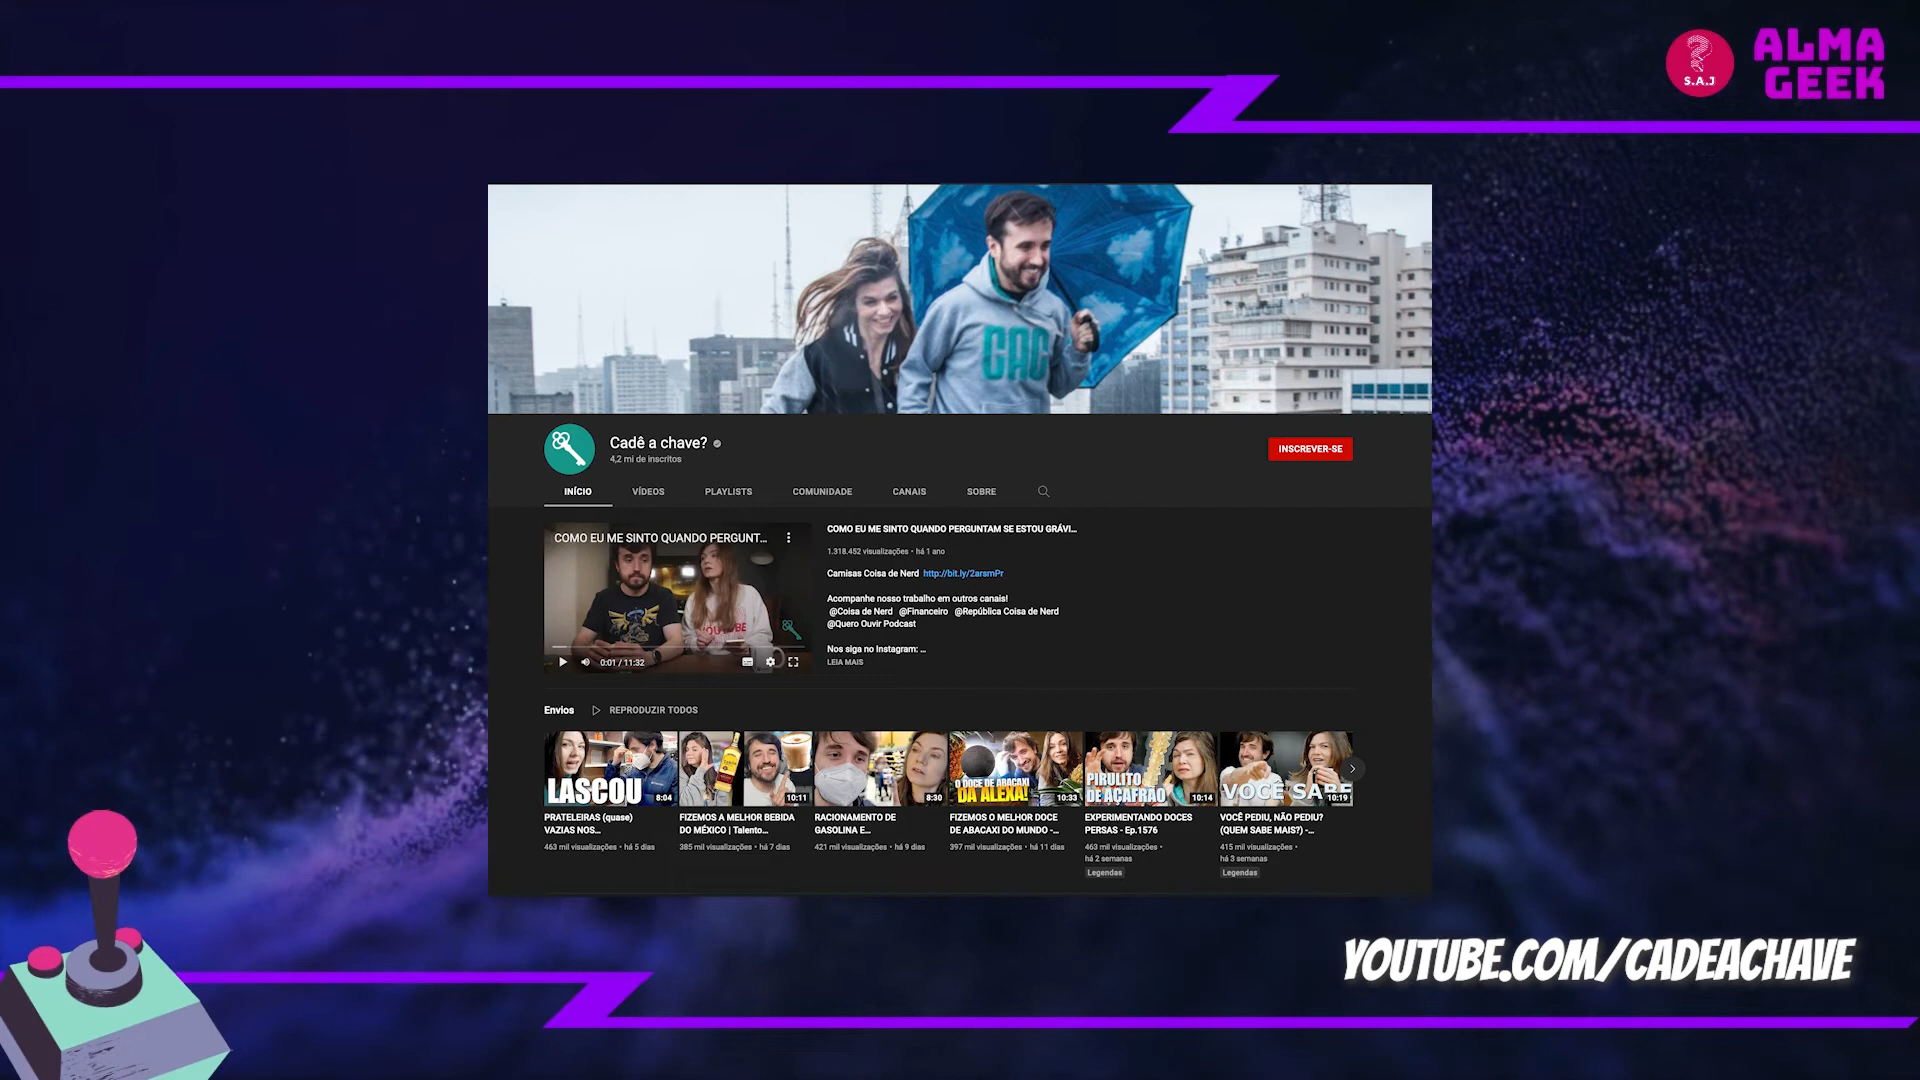 S.A.J
ALMA
GEEK
CAC
Cadê a chave?
4,2 mi de inscritos
INSCREVER-SE
INÍCIO VÍDEOS PLAYLISTS COMUNIDADE CANAIS SOBRE
COMO EU ME SINTO QUANDO PERGUNT...
YOUTUBE
0:01 / 11:32
COMO EU ME SINTO QUANDO PERGUNTAM SE ESTOU GRÁVI...
1.318.452 visualizações • há 1 ano
Camisas Coisa de Nerd http://bit.ly/2arsmPr
Acompanhe nosso trabalho em outros canais!
@Coisa de Nerd @Financeiro @República Coisa de Nerd
@Quero Ouvir Podcast
Nos siga no Instagram: ...
LEIA MAIS
Envios REPRODUZIR TODOS
LASCOU
8:04
PRATELEIRAS (quase)
VAZIAS NOS...
463 mil visualizações • há 5 dias
10:11
FIZEMOS A MELHOR BEBIDA
DO MÉXICO | Talento...
385 mil visualizações • há 7 dias
8:30
RACIONAMENTO DE
GASOLINA E...
421 mil visualizações • há 9 dias
O DOCE DE ABACAXI
DA ALEXA!
10:33
FIZEMOS O MELHOR DOCE
DE ABACAXI DO MUNDO -...
397 mil visualizações • há 11 dias
PIRULITO
DE AÇAFRÃO
10:14
EXPERIMENTANDO DOCES
PERSAS - Ep.1576
463 mil visualizações •
há 2 semanas
Legendas
VOCÊ SABE
10:19
VOCÊ PEDIU, NÃO PEDIU?
(QUEM SABE MAIS?) -...
415 mil visualizações •
há 3 semanas
Legendas
YOUTUBE.COM/CADEACHAVE